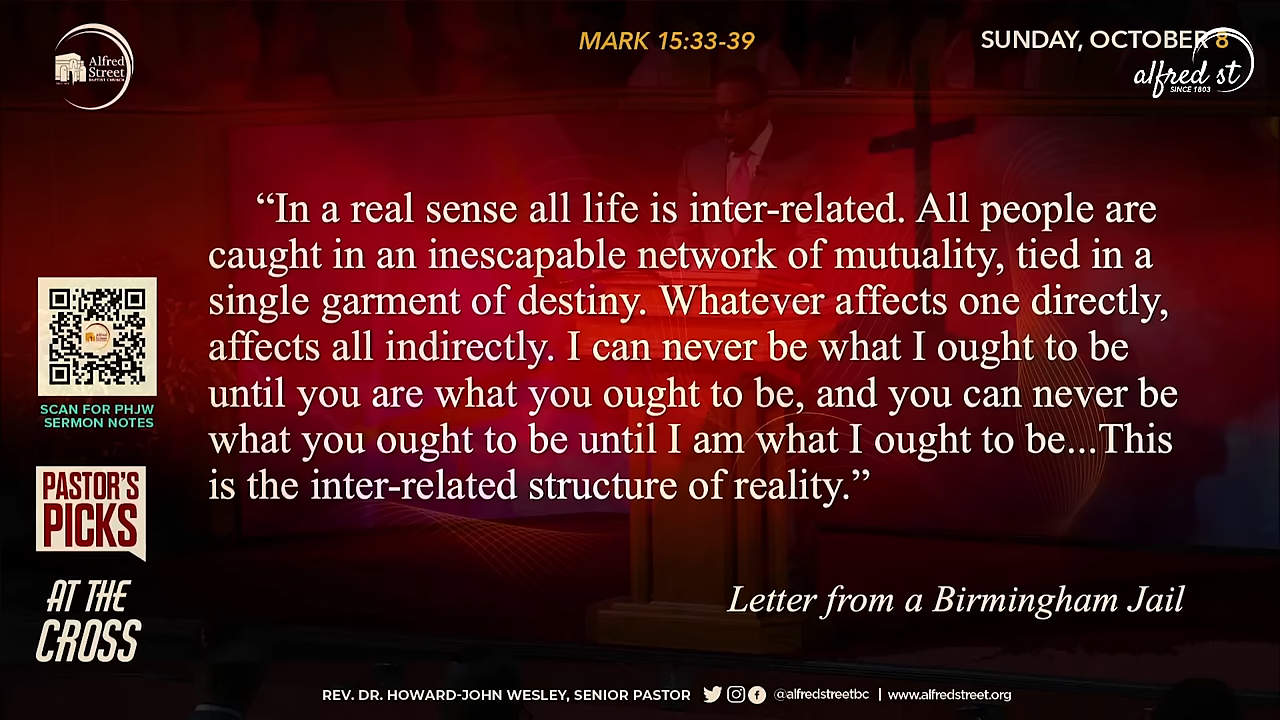 Alfred
Street
BAPTIST CHURCH
MARK 15:33-39
SUNDAY, OCTOBER 8
alfred st
SINCE 1803
“In a real sense all life is inter-related. All people are
caught in an inescapable network of mutuality, tied in a
single garment of destiny. Whatever affects one directly,
affects all indirectly. I can never be what I ought to be
until you are what you ought to be, and you can never be
what you ought to be until I am what I ought to be...This
is the inter-related structure of reality.”
Letter from a Birmingham Jail
SCAN FOR PHJW
SERMON NOTES
PASTOR'S
PICKS
AT THE
CROSS
REV. DR. HOWARD-JOHN WESLEY, SENIOR PASTOR @alfredstreetbc | www.alfredstreet.org